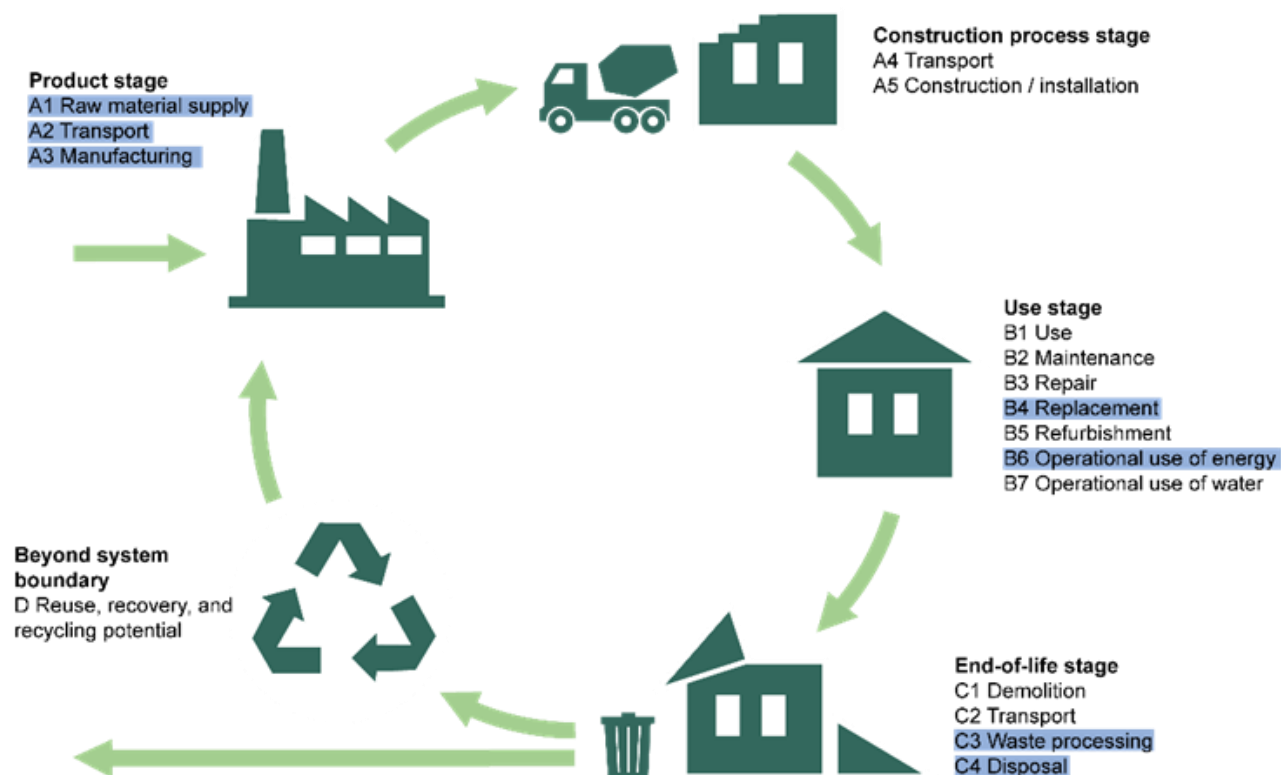 Product stage
A1 Raw material supply
A2 Transport
A3 Manufacturing
Construction process stage
A4 Transport
A5 Construction / installation
Use stage
B1 Use
B2 Maintenance
B3 Repair
B4 Replacement
B5 Refurbishment
B6 Operational use of energy
B7 Operational use of water
End-of-life stage
C1 Demolition
C2 Transport
C3 Waste processing
C4 Disposal
Beyond system
boundary
D Reuse, recovery, and
recycling potential